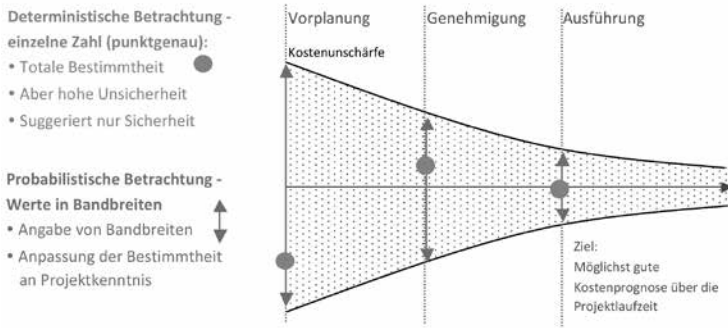 Deterministische Betrachtung -
einzelne Zahl (punktgenau):
• Totale Bestimmtheit
• Aber hohe Unsicherheit
• Suggeriert nur Sicherheit
Probabilistische Betrachtung -
Werte in Bandbreiten
• Angabe von Bandbreiten
• Anpassung der Bestimmtheit
an Projektkenntnis
Vorplanung
Genehmigung
Ausführung
Kostenunschärfe
Ziel:
Möglichst gute
Kostenprognose über die
Projektlaufzeit